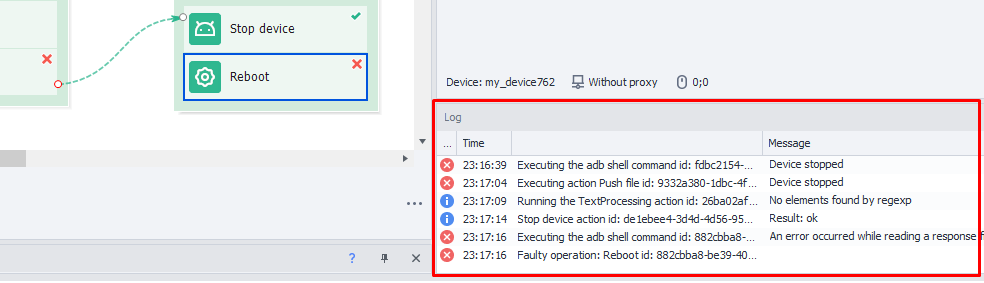 Stop device
Reboot
Device: my_device762 Without proxy 0;0
Log
... Time Message
23:16:39 Executing the adb shell command id: fdbc2154-... Device stopped
23:17:04 Executing action Push file id: 9332a380-1dbc-4f... Device stopped
23:17:09 Running the TextProcessing action id: 26ba02af... No elements found by regexp
23:17:14 Stop device action id: de1ebee4-3d4d-4d56-95... Result: ok
23:17:16 Executing the adb shell command id: 882cbba8-... An error occurred while reading a response f
23:17:16 Faulty operation: Reboot id: 882cbba8-be39-40...